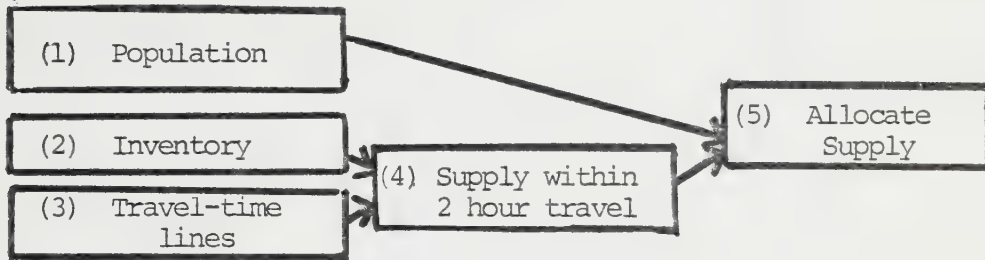 (1) Population
(2) Inventory
(3) Travel-time
lines
(4) Supply within
2 hour travel
(5) Allocate
Supply